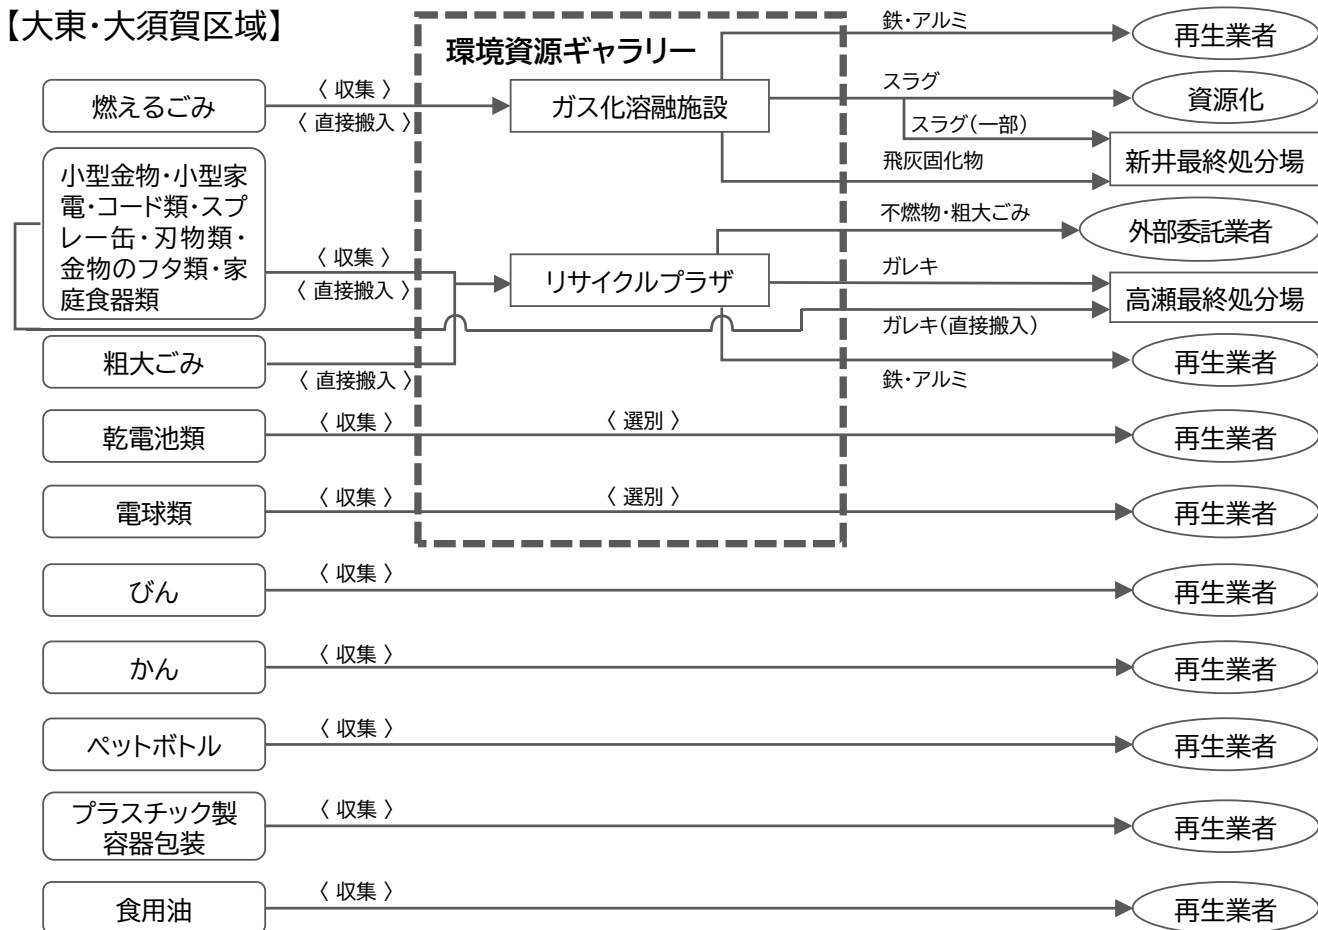 【大東・大須賀区域】
環境資源ギャラリー
燃えるごみ
〈 収集 〉
〈 直接搬入 〉
ガス化溶融施設
鉄・アルミ
再生業者
スラグ
資源化
スラグ(一部)
飛灰固化物
新井最終処分場
小型金物・小型家
電・コード類・スプ
レー缶・刃物類・
金物のフタ類・家
庭食器類
〈 収集 〉
〈 直接搬入 〉
リサイクルプラザ
不燃物・粗大ごみ
外部委託業者
ガレキ
高瀬最終処分場
ガレキ(直接搬入)
粗大ごみ
〈 直接搬入 〉
鉄・アルミ
再生業者
乾電池類
〈 収集 〉
〈 選別 〉
再生業者
電球類
〈 収集 〉
〈 選別 〉
再生業者
びん
〈 収集 〉
再生業者
かん
〈 収集 〉
再生業者
ペットボトル
〈 収集 〉
再生業者
プラスチック製
容器包装
〈 収集 〉
再生業者
食用油
〈 収集 〉
再生業者